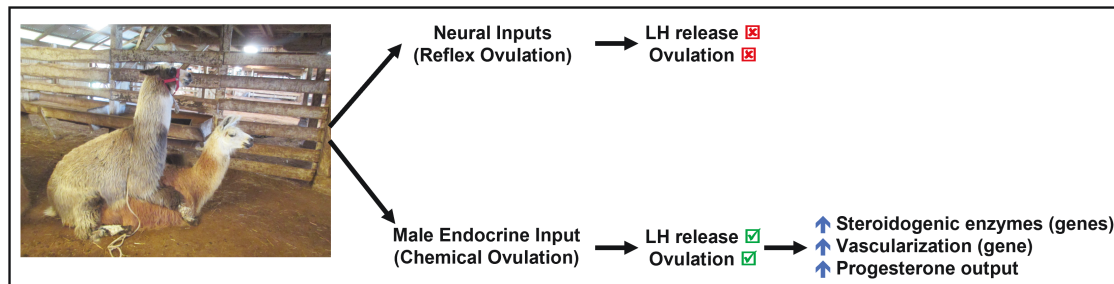 Neural Inputs
(Reflex Ovulation)
LH release
Ovulation
Male Endocrine Input
(Chemical Ovulation)
LH release
Ovulation
Steroidogenic enzymes (genes)
Vascularization (gene)
Progesterone output